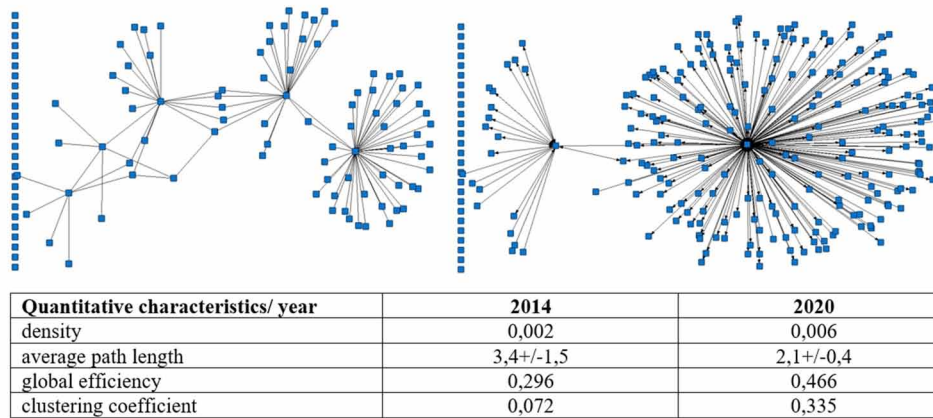 Quantitative characteristics/ year 2014 2020
density 0,002 0,006
average path length 3,4+/-1,5 2,1+/-0,4
global efficiency 0,296 0,466
clustering coefficient 0,072 0,335